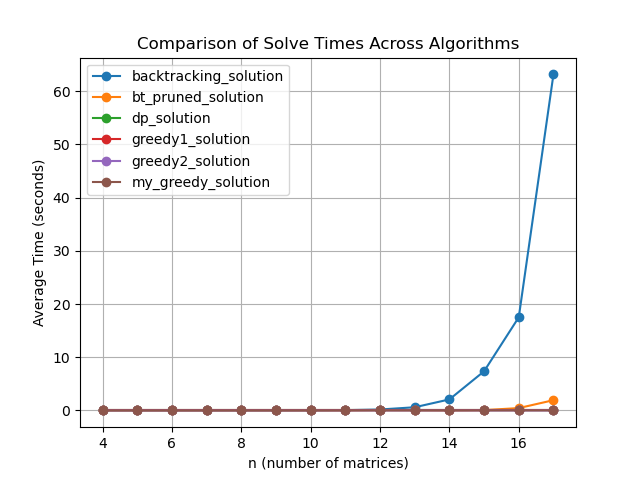 Comparison of Solve Times Across Algorithms
backtracking_solution
bt_pruned_solution
dp_solution
greedy1_solution
greedy2_solution
my_greedy_solution
Average Time (seconds)
60
50
40
30
20
10
0
4 6 8 10 12 14 16
n (number of matrices)